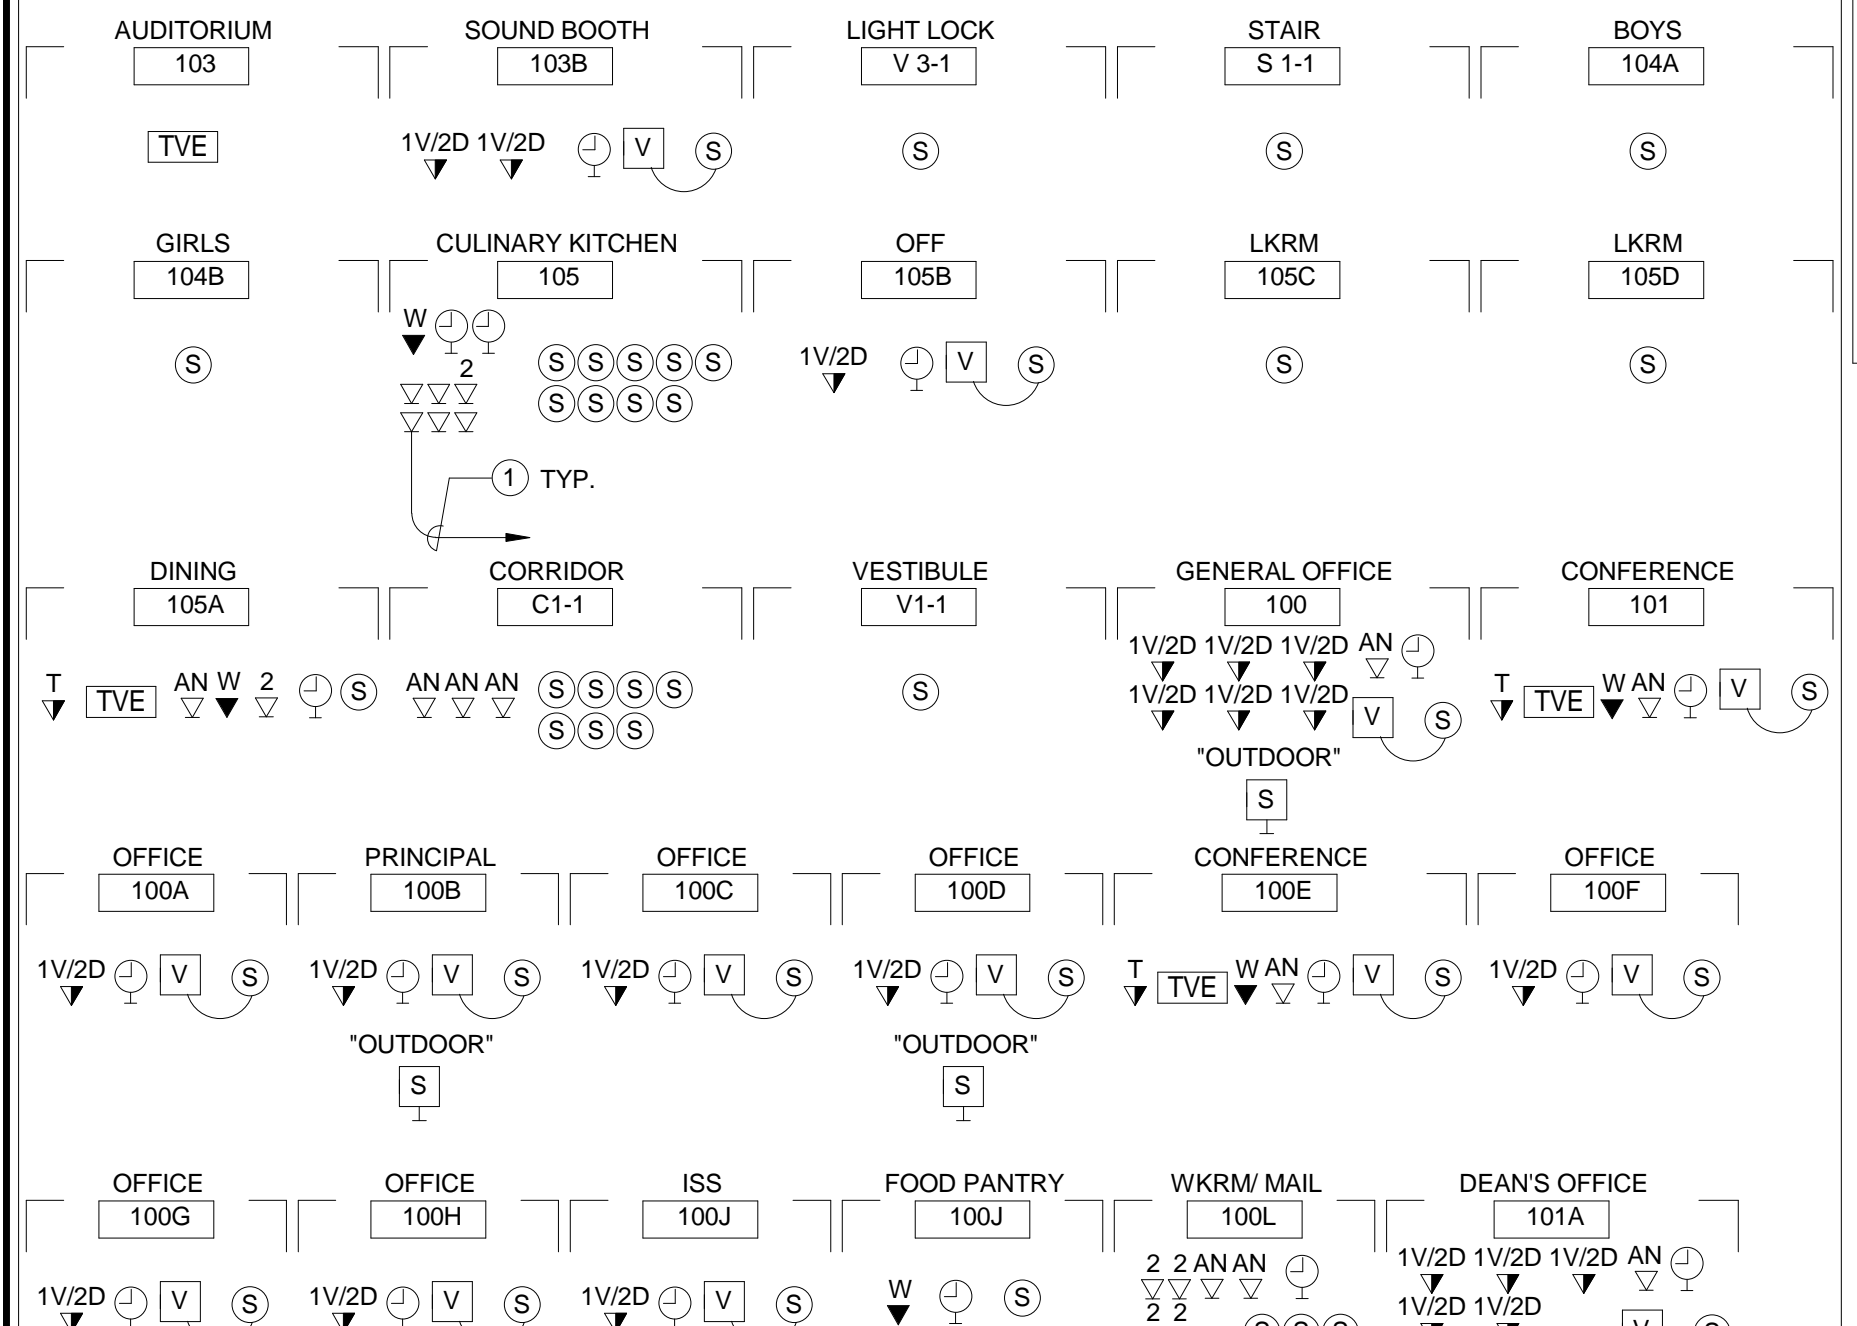 AUDITORIUM SOUND BOOTH LIGHT LOCK STAIR BOYS
103 103B V 3-1 S 1-1 104A
TVE 1V/2D 1V/2D V S S S S
GIRLS CULINARY KITCHEN OFF LKRM LKRM
104B 105 105B 105C 105D
W
S 2 S S S S S 1V/2D V S S S
S S S S
1 TYP.
DINING CORRIDOR VESTIBULE GENERAL OFFICE CONFERENCE
105A C1-1 V1-1 100 101
1V/2D 1V/2D 1V/2D AN
T TVE AN W 2 S AN AN AN S S S S S 1V/2D 1V/2D 1V/2D V S T TVE W AN V S
S S S
"OUTDOOR"
S
OFFICE PRINCIPAL OFFICE OFFICE CONFERENCE OFFICE
100A 100B 100C 100D 100E 100F
1V/2D V S 1V/2D V S 1V/2D V S 1V/2D V S T TVE W AN V S 1V/2D V S
"OUTDOOR" "OUTDOOR"
S S
OFFICE OFFICE ISS FOOD PANTRY WKRM/ MAIL DEAN'S OFFICE
100G 100H 100J 100J 100L 101A
2 2 AN AN 1V/2D 1V/2D 1V/2D AN
1V/2D V S 1V/2D V S 1V/2D V S W S 2 2 S S S 1V/2D 1V/2D V S